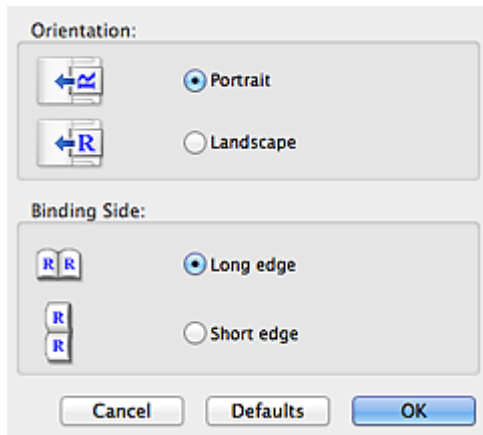 Orientation:
R
Portrait
R
Landscape
Binding Side:
R R
Long edge
R
R
Short edge
Cancel Defaults OK